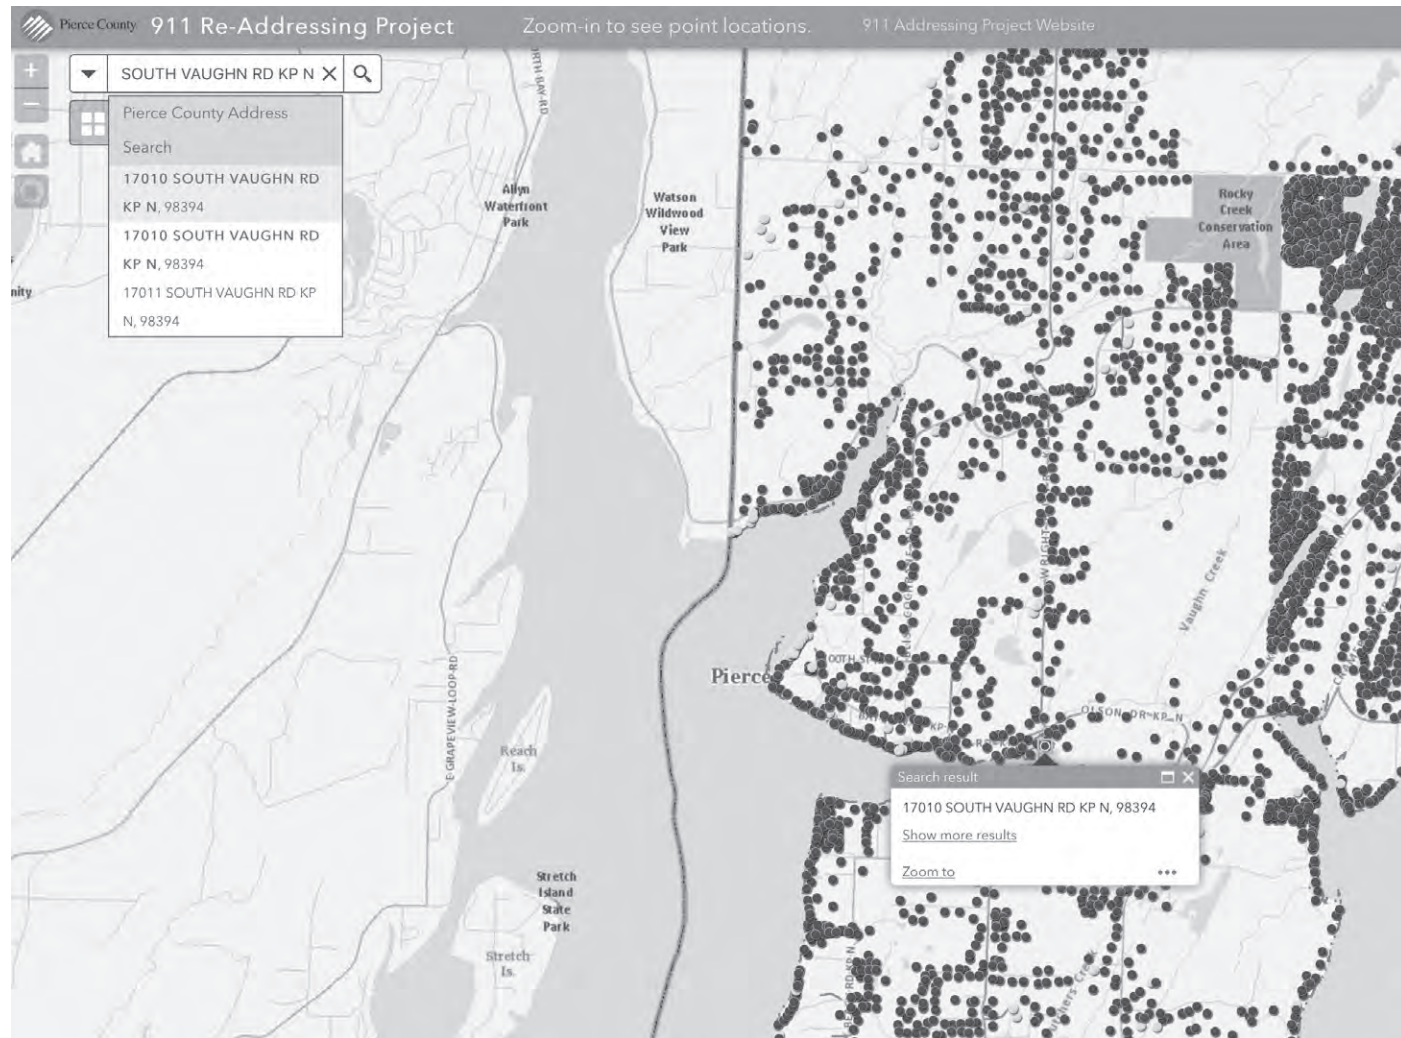 Pierce County 911 Re-Addressing Project Zoom-in to see point locations. 911 Addressing Project Website
+
SOUTH VAUGHN RD KP N
−
Pierce County Address
Search
17010 SOUTH VAUGHN RD
KP N, 98394
17010 SOUTH VAUGHN RD
KP N, 98394
17011 SOUTH VAUGHN RD KP
N, 98394
nity
Allyn
Waterfront
Park
Watson
Wildwood
View
Park
Rocky
Creek
Conservation
Area
Vaughn Creek
WRIGHT
E GRAPEVIEW-LOOP-RD
Pierce
OLSON DR KP N
Reach
Is.
Search result
17010 SOUTH VAUGHN RD KP N, 98394
Show more results
Zoom to
Stretch
Island
State
Park
Stretch
Is.